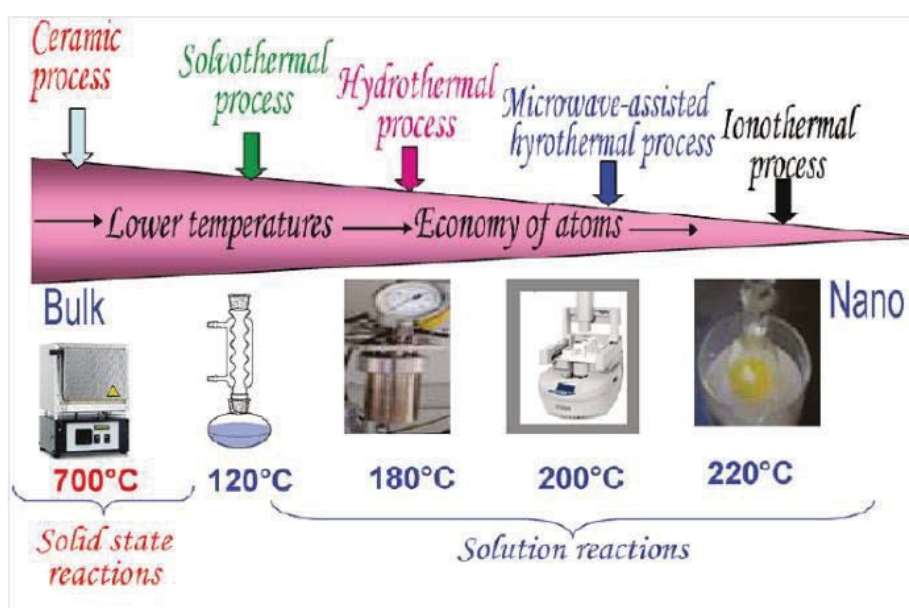 Ceramic
process
Solvothermal
process
Hydrothermal
process
Microwave-assisted
hyrothermal process
Ionothermal
process
Lower temperatures
Economy of atoms
Bulk
Nano
700°C
120°C
180°C
200°C
220°C
Solid state
reactions
Solution reactions